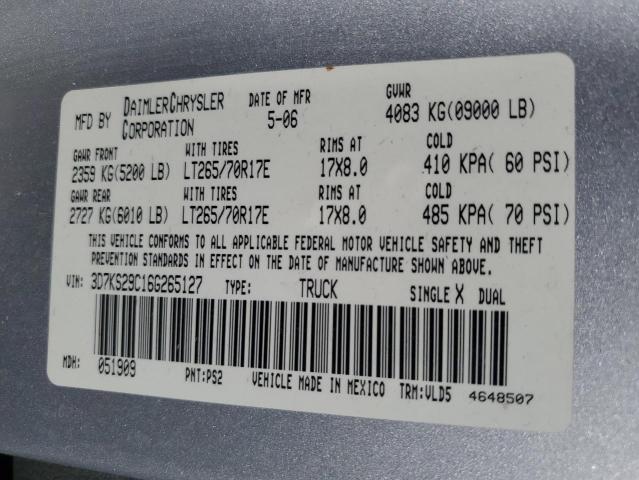 MFD BY DAIMLERCHRYSLER CORPORATION DATE OF MFR 5-06 GVWR 4083 KG(09000 LB)
GAWR FRONT WITH TIRES RIMS AT COLD
2359 KG(5200 LB) LT265/70R17E 17X8.0 410 KPA( 60 PSI)
GAWR REAR WITH TIRES RIMS AT COLD
2727 KG(6010 LB) LT265/70R17E 17X8.0 485 KPA( 70 PSI)
THIS VEHICLE CONFORMS TO ALL APPLICABLE FEDERAL MOTOR VEHICLE SAFETY AND THEFT
PREVENTION STANDARDS IN EFFECT ON THE DATE OF MANUFACTURE SHOWN ABOVE.
VIN: 3D7KS29C16G265127 TYPE: TRUCK SINGLE X DUAL
MDH: 051909 PNT:PS2 VEHICLE MADE IN MEXICO TRM:VLD5 4648507